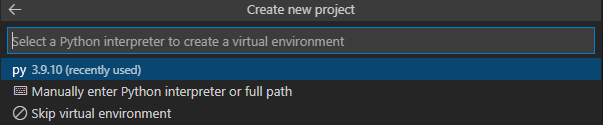 Create new project
Select a Python interpreter to create a virtual environment
py 3.9.10 (recently used)
Manually enter Python interpreter or full path
Skip virtual environment